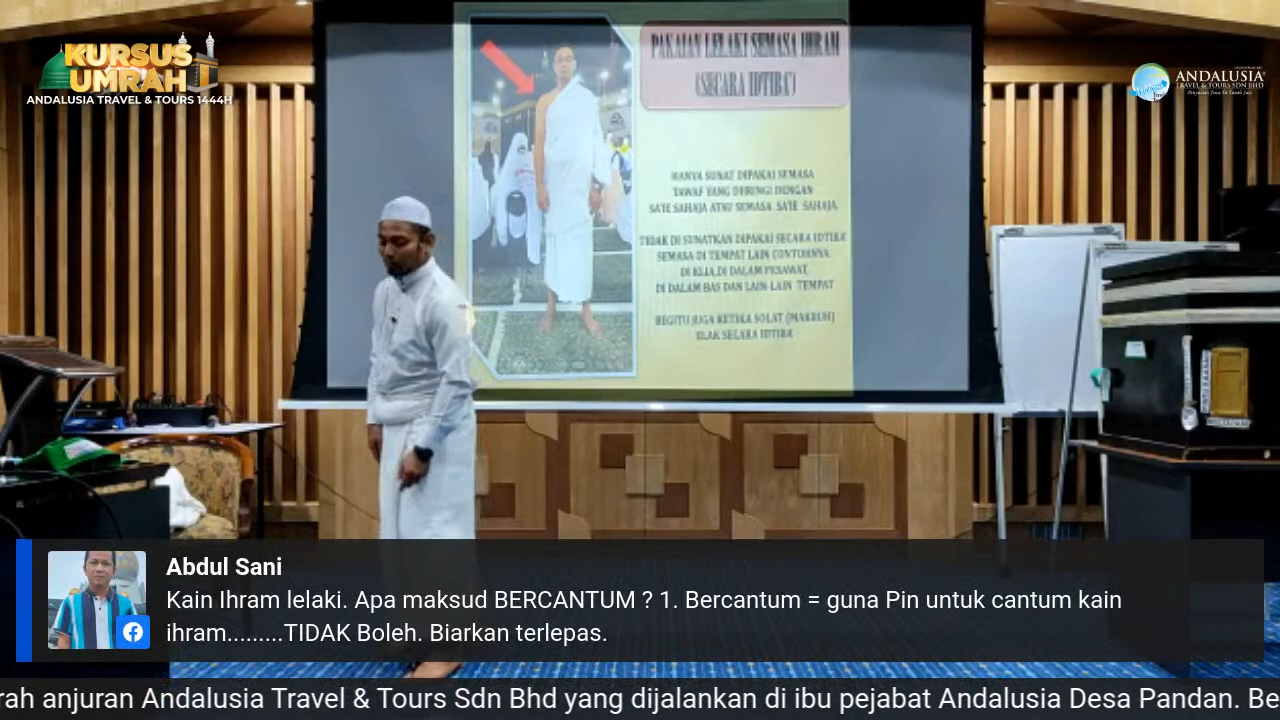 KURSUS
UMRAH
ANDALUSIA TRAVEL & TOURS 1444H
ANDALUSIA
TRAVEL & TOURS SDN BHD
PAKAIAN LELAKI SEMASA IHRAM
(SECARA IDTIBA')
HANYA SUNAT DIPAKAI SEMASA
TAWAF YANG DIIRINGI DENGAN
SA'IE SAHAJA ATAU SEMASA SA'IE SAHAJA.
TIDAK DI SUNATKAN DIPAKAI SECARA IDTIBA'
SEMASA DI TEMPAT LAIN CONTOHNYA
DI KLIA, DI DALAM PESAWAT,
DI DALAM BAS DAN LAIN-LAIN TEMPAT
BEGITU JUGA KETIKA SOLAT (MAKRUH)
ELAK SECARA IDTIBA'
Abdul Sani
Kain Ihram lelaki. Apa maksud BERCANTUM ? 1. Bercantum = guna Pin untuk cantum kain
ihram.........TIDAK Boleh. Biarkan terlepas.
rah anjuran Andalusia Travel & Tours Sdn Bhd yang dijalankan di ibu pejabat Andalusia Desa Pandan. Be